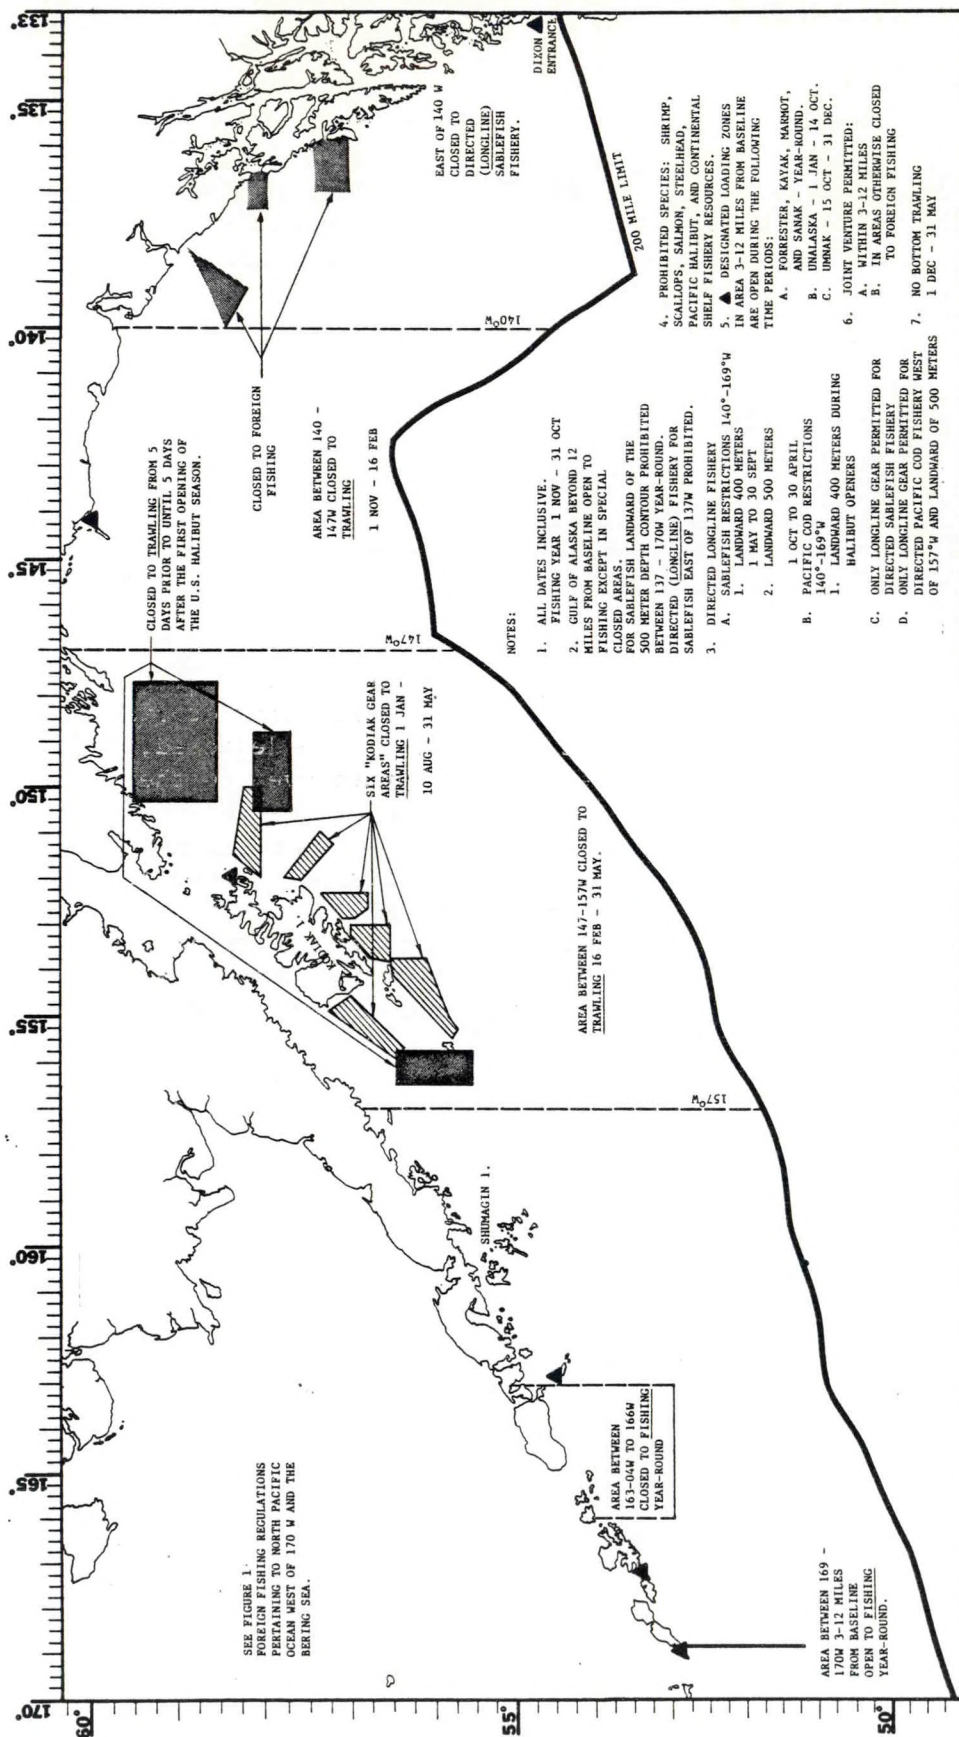 133°
135°
140°
145°
150°
155°
160°
165°
170°
60°
55°
50°
DIXON
ENTRANCE
EAST OF 140 W
CLOSED TO
DIRECTED
(LONGLINE)
SABLEFISH
FISHERY.
200 MILE LIMIT
140°W
CLOSED TO FOREIGN
FISHING
AREA BETWEEN 140 -
147W CLOSED TO
TRAWLING
1 NOV - 16 FEB
CLOSED TO TRAWLING FROM 5
DAYS PRIOR TO UNTIL 5 DAYS
AFTER THE FIRST OPENING OF
THE U.S. HALIBUT SEASON.
147°W
SIX "KODIAK GEAR
AREAS" CLOSED TO
TRAWLING 1 JAN -
10 AUG - 31 MAY
KODIAK I.
AREA BETWEEN 147-157W CLOSED TO
TRAWLING 16 FEB - 31 MAY.
157°W
SHUMAGIN I.
AREA BETWEEN
163-04W TO 166W
CLOSED TO FISHING
YEAR-ROUND
AREA BETWEEN 169 -
170W 3-12 MILES
FROM BASELINE
OPEN TO FISHING
YEAR-ROUND.
SEE FIGURE 1
FOREIGN FISHING REGULATIONS
PERTAINING TO NORTH PACIFIC
OCEAN WEST OF 170 W AND THE
BERING SEA.
NOTES:
1. ALL DATES INCLUSIVE.
FISHING YEAR 1 NOV - 31 OCT
2. GULF OF ALASKA BEYOND 12
MILES FROM BASELINE OPEN TO
FISHING EXCEPT IN SPECIAL
CLOSED AREAS.
FOR SABLEFISH LANDWARD OF THE
500 METER DEPTH CONTOUR PROHIBITED
BETWEEN 137 - 170W YEAR-ROUND.
DIRECTED (LONGLINE) FISHERY FOR
SABLEFISH EAST OF 137W PROHIBITED.
3. DIRECTED LONGLINE FISHERY
A. SABLEFISH RESTRICTIONS 140°-169°W
1. LANDWARD 400 METERS
1 MAY TO 30 SEPT
2. LANDWARD 500 METERS
1 OCT TO 30 APRIL
B. PACIFIC COD RESTRICTIONS
140°-169°W
1. LANDWARD 400 METERS DURING
HALIBUT OPENERS
C. ONLY LONGLINE GEAR PERMITTED FOR
DIRECTED SABLEFISH FISHERY
D. ONLY LONGLINE GEAR PERMITTED FOR
DIRECTED PACIFIC COD FISHERY WEST
OF 157°W AND LANDWARD OF 500 METERS
4. PROHIBITED SPECIES: SHRIMP,
SCALLOPS, SALMON, STEELHEAD,
PACIFIC HALIBUT, AND CONTINENTAL
SHELF FISHERY RESOURCES.
5. ▲ DESIGNATED LOADING ZONES
IN AREA 3-12 MILES FROM BASELINE
ARE OPEN DURING THE FOLLOWING
TIME PERIODS:
A. FORRESTER, KAYAK, MARMOT,
AND SANAK - YEAR-ROUND.
B. UNALASKA - 1 JAN - 14 OCT.
C. UMNAK - 15 OCT - 31 DEC.
6. JOINT VENTURE PERMITTED:
A. WITHIN 3-12 MILES
B. IN AREAS OTHERWISE CLOSED
TO FOREIGN FISHING
7. NO BOTTOM TRAWLING
1 DEC - 31 MAY